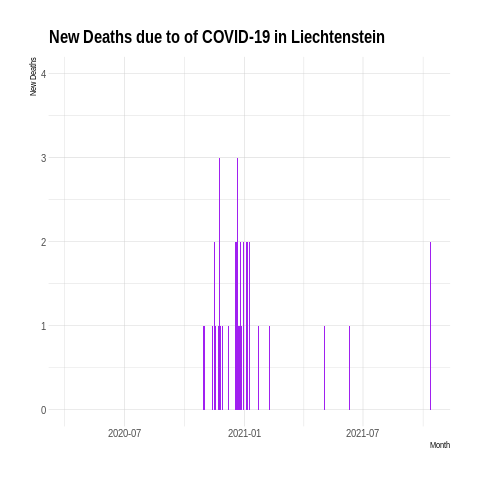 New Deaths due to of COVID-19 in Liechtenstein
New Deaths
4
3
2
1
0
2020-07
2021-01
2021-07
Month